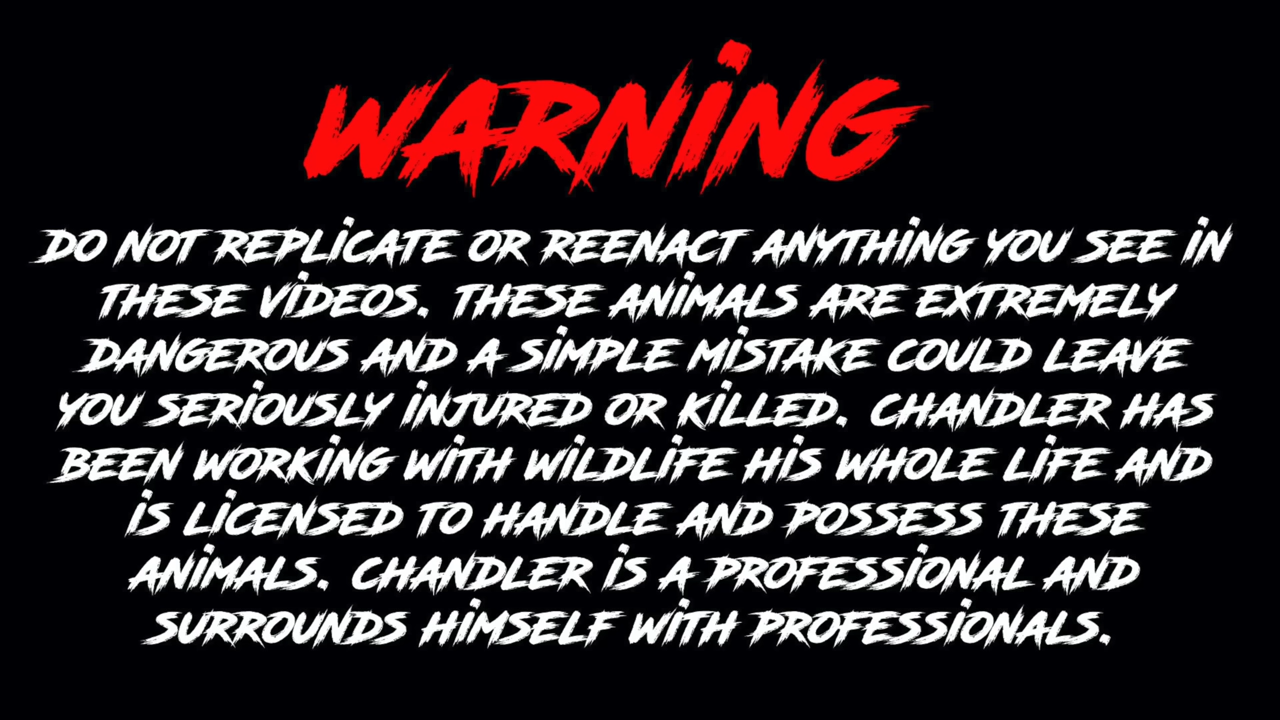 WARNING
DO NOT REPLICATE OR REENACT ANYTHING YOU SEE IN
THESE VIDEOS. THESE ANIMALS ARE EXTREMELY
DANGEROUS AND A SIMPLE MISTAKE COULD LEAVE
YOU SERIOUSLY INJURED OR KILLED. CHANDLER HAS
BEEN WORKING WITH WILDLIFE HIS WHOLE LIFE AND
IS LICENSED TO HANDLE AND POSSESS THESE
ANIMALS. CHANDLER IS A PROFESSIONAL AND
SURROUNDS HIMSELF WITH PROFESSIONALS.